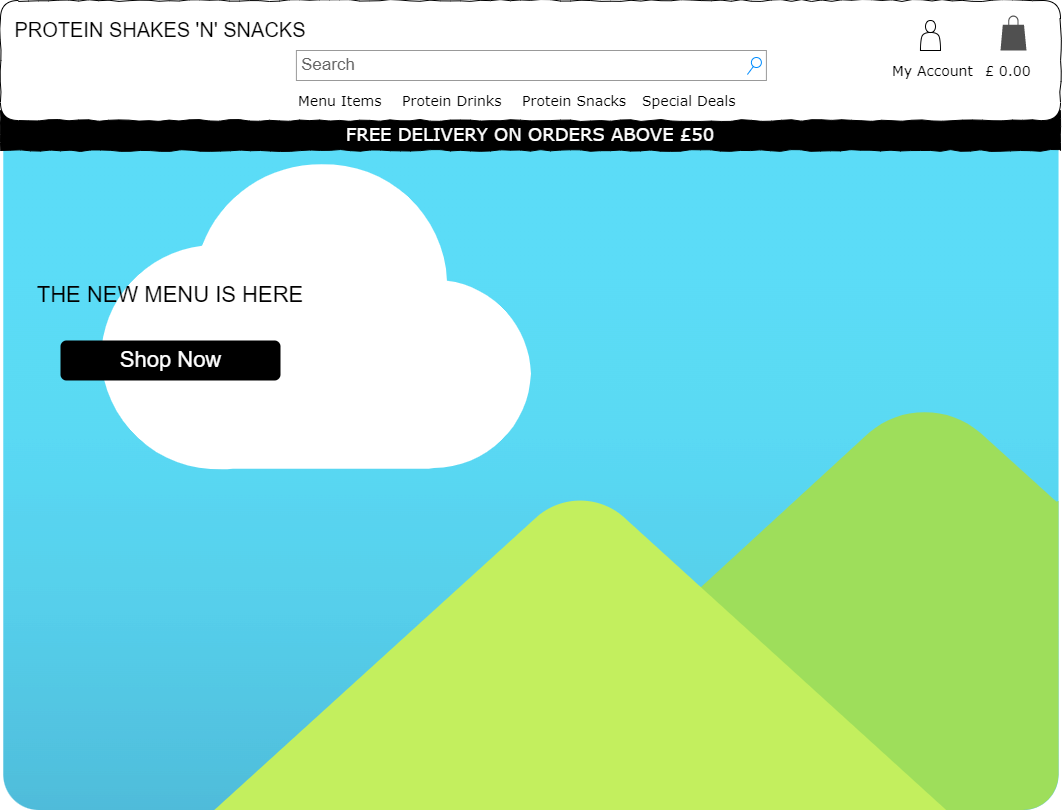 PROTEIN SHAKES 'N' SNACKS
Search
My Account £ 0.00
Menu Items Protein Drinks Protein Snacks Special Deals
FREE DELIVERY ON ORDERS ABOVE £50
THE NEW MENU IS HERE
Shop Now